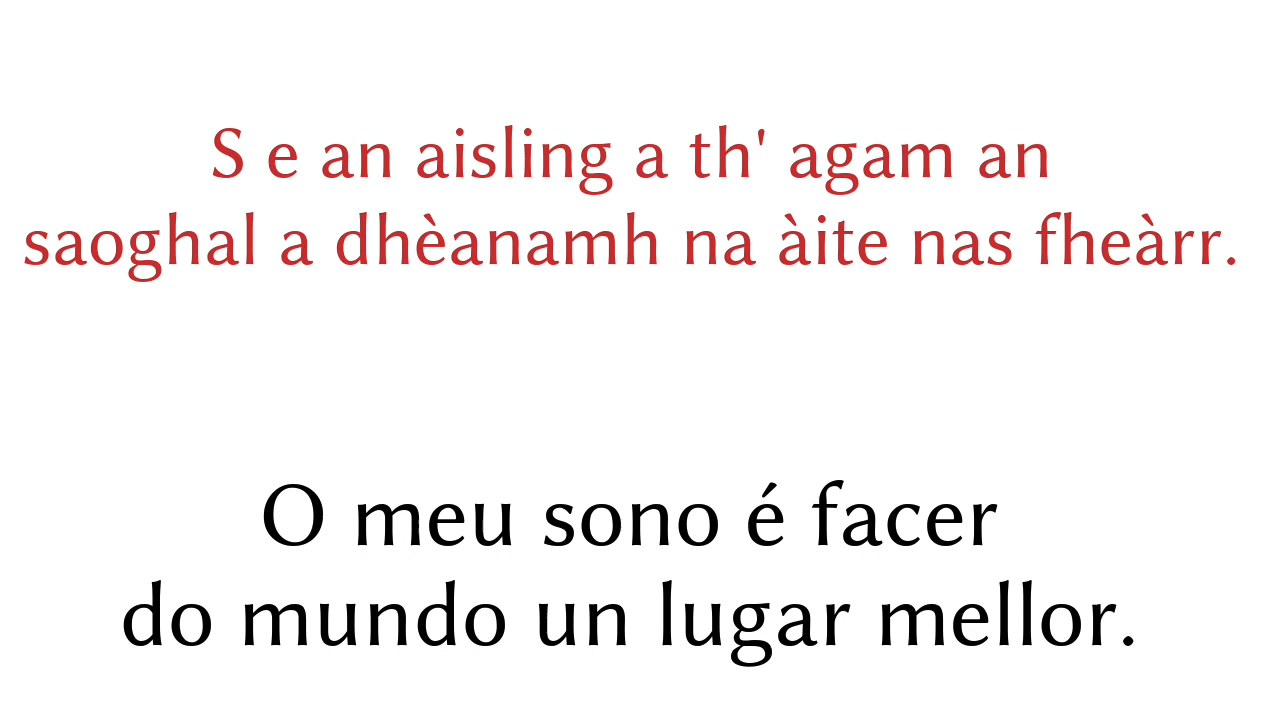 S e an aisling a th' agam an
saoghal a dhèanamh na àite nas fheàrr.
O meu sono é facer
do mundo un lugar mellor.